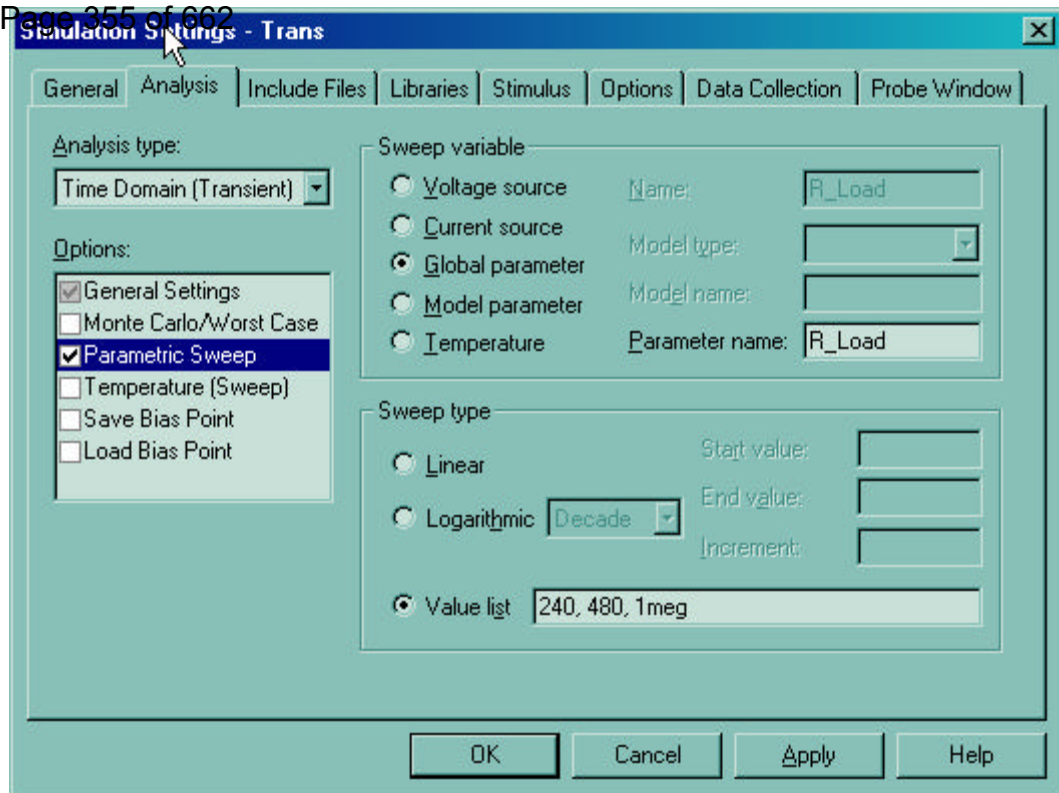 Page 355 of 662
Simulation Settings - Trans
General Analysis Include Files Libraries Stimulus Options Data Collection Probe Window
Analysis type:
Time Domain (Transient)
Options:
General Settings
Monte Carlo/Worst Case
Parametric Sweep
Temperature (Sweep)
Save Bias Point
Load Bias Point
Sweep variable
Voltage source
Current source
Global parameter
Model parameter
Temperature
Name: R_Load
Model type:
Model name:
Parameter name: R_Load
Sweep type
Linear
Logarithmic Decade
Value list 240, 480, 1meg
Start value:
End value:
Increment:
OK Cancel Apply Help